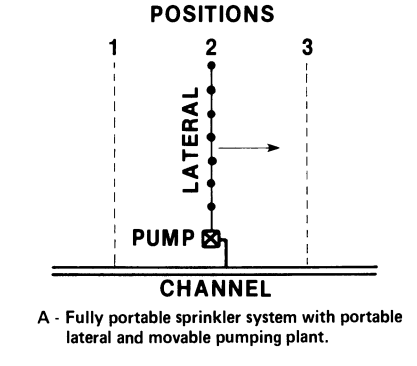 POSITIONS
1 2 3
LATERAL
PUMP
CHANNEL
A - Fully portable sprinkler system with portable
lateral and movable pumping plant.